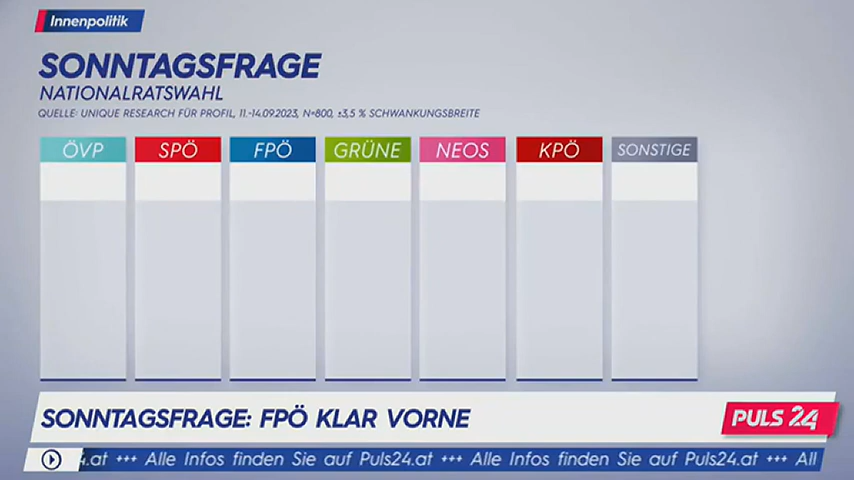 Innenpolitik
SONNTAGSFRAGE
NATIONALRATSWAHL
QUELLE: UNIQUE RESEARCH FÜR PROFIL, 11.-14.09.2023, N=800, ±3,5 % SCHWANKUNGSBREITE
ÖVP SPÖ FPÖ GRÜNE NEOS KPÖ SONSTIGE
SONNTAGSFRAGE: FPÖ KLAR VORNE
PULS 24
4.at +++ Alle Infos finden Sie auf Puls24.at +++ Alle Infos finden Sie auf Puls24.at +++ All